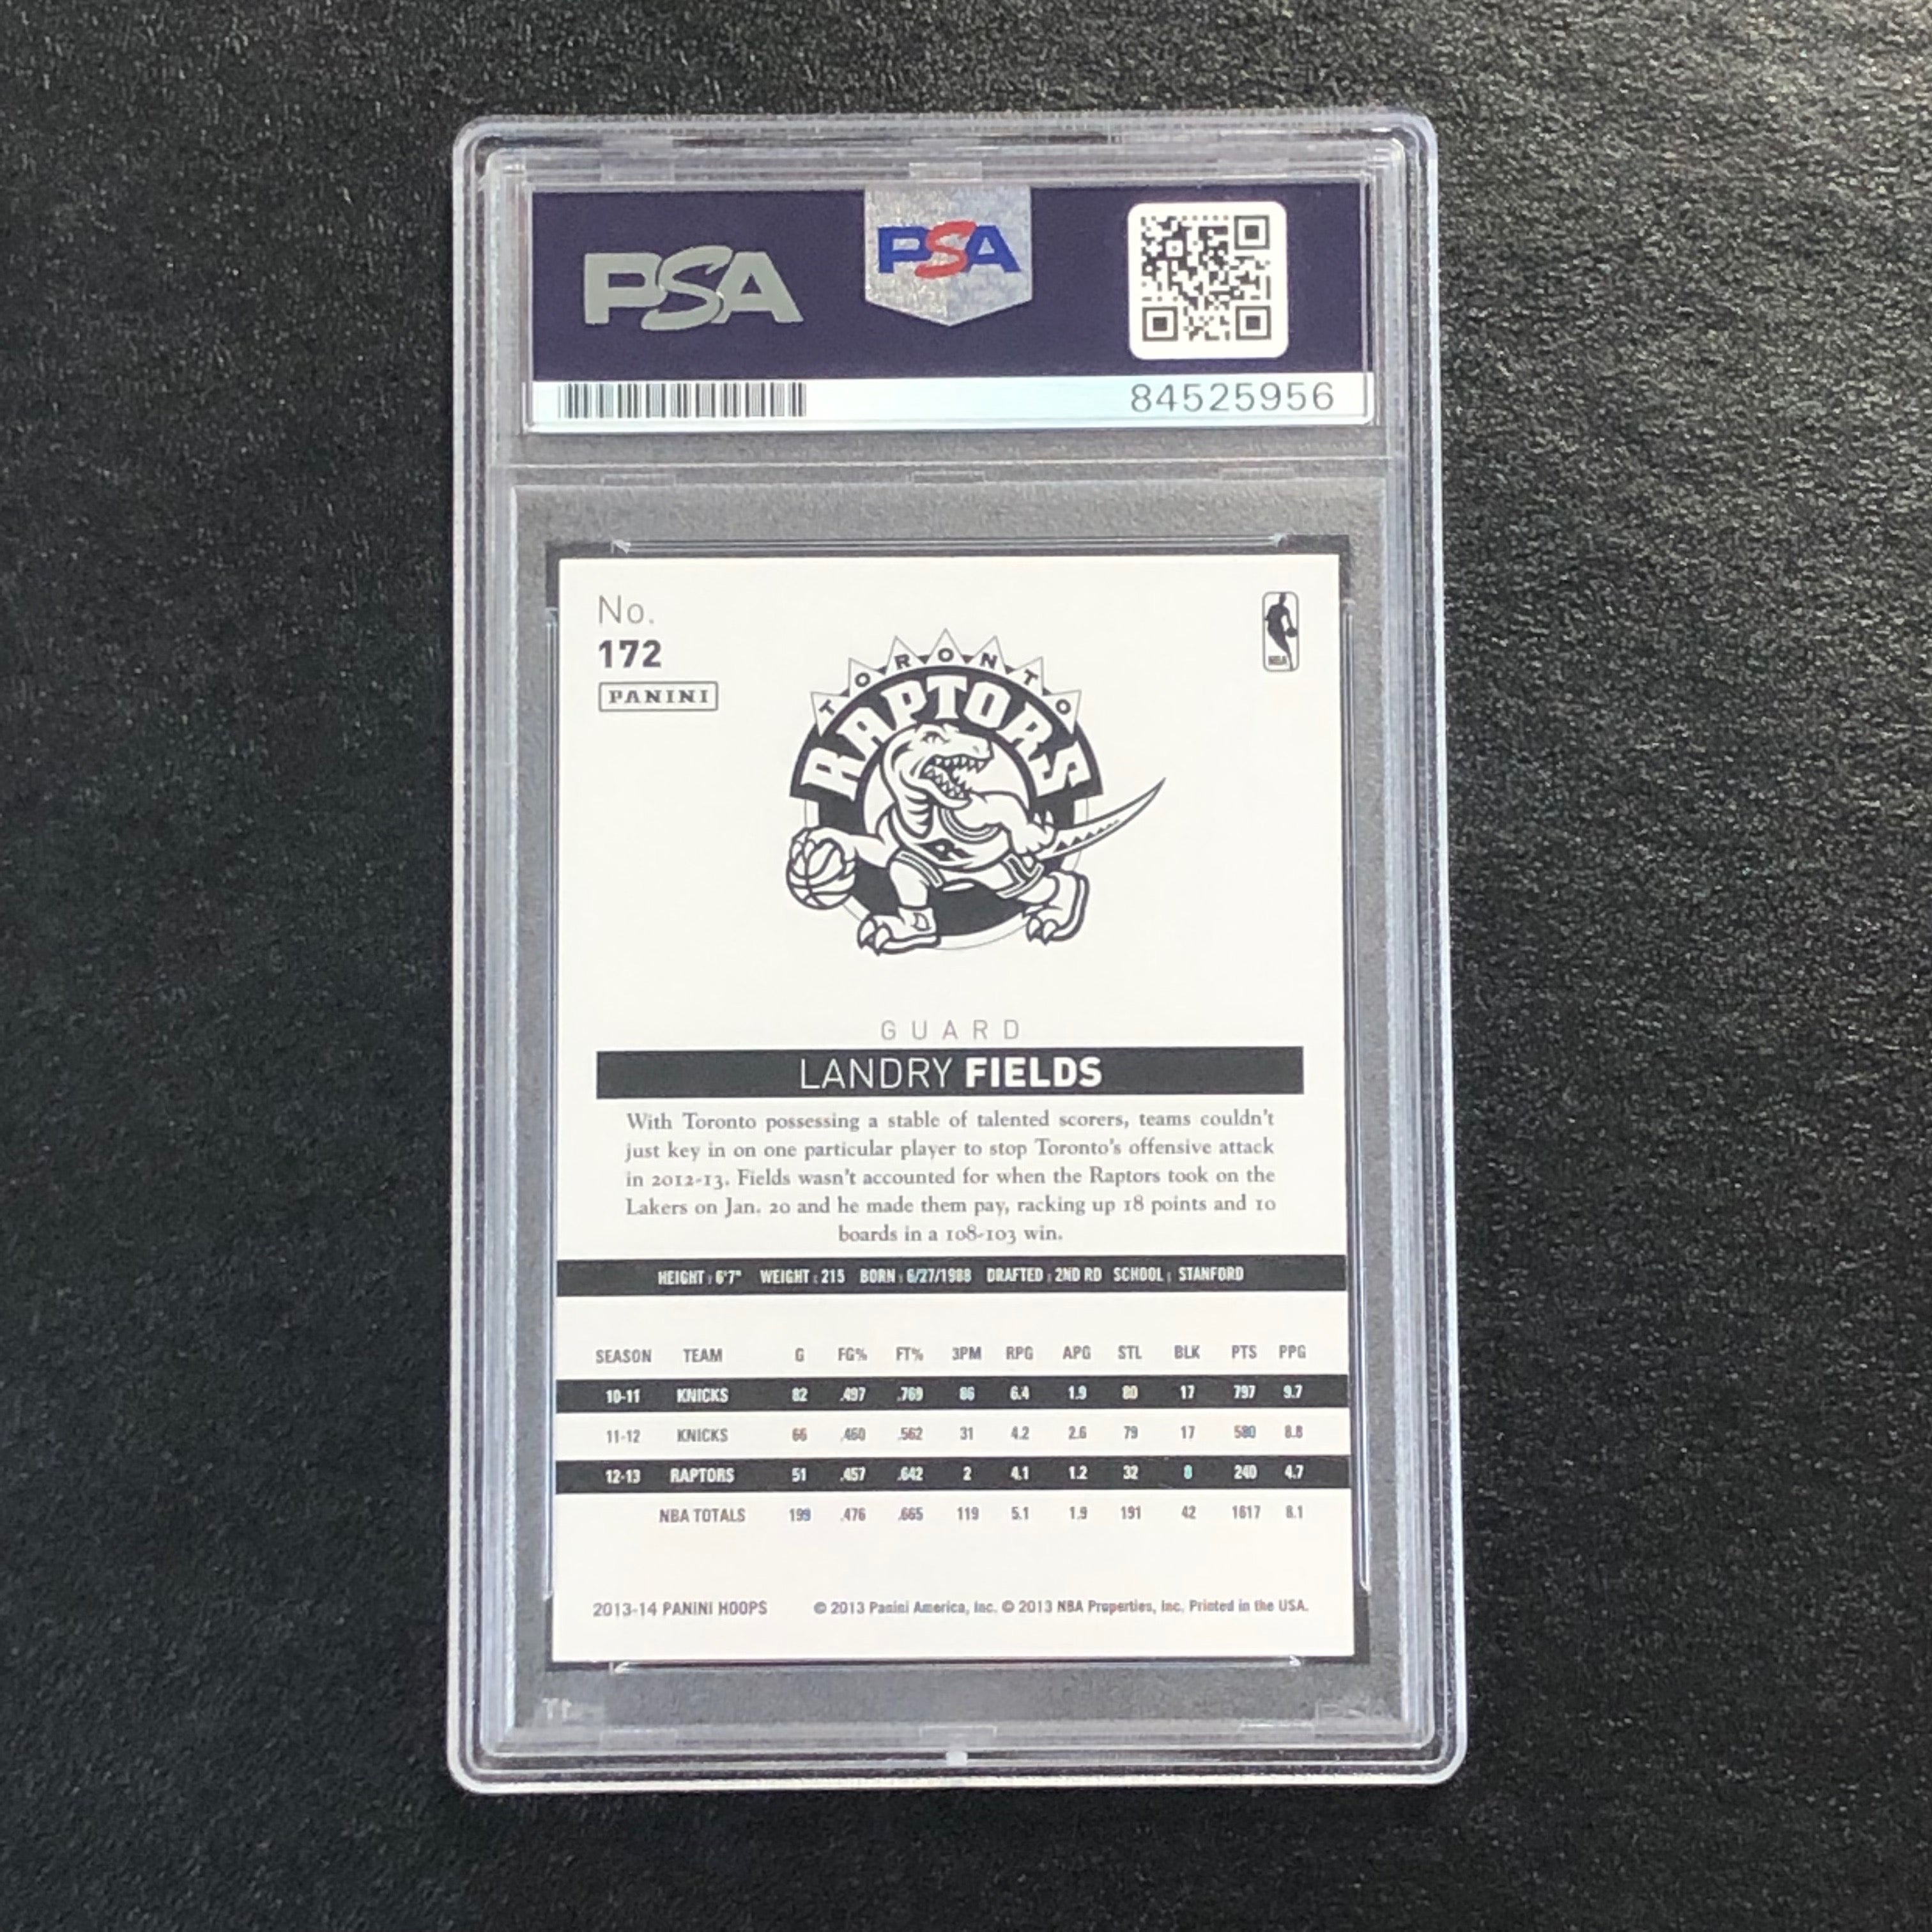 PSA
PSA
84525956
No.
172
PANINI
NBA
TORONTO
RAPTORS
GUARD
LANDRY FIELDS
With Toronto possessing a stable of talented scorers, teams couldn't
just key in on one particular player to stop Toronto's offensive attack
in 2012-13. Fields wasn't accounted for when the Raptors took on the
Lakers on Jan. 20 and he made them pay, racking up 18 points and 10
boards in a 108-103 win.
HEIGHT: 6'7" WEIGHT: 215 BORN: 6/27/1988 DRAFTED: 2ND RD SCHOOL: STANFORD
SEASON TEAM G FG% FT% 3PM RPG APG STL BLK PTS PPG
10-11 KNICKS 82 .497 .769 86 6.4 1.9 80 17 797 9.7
11-12 KNICKS 66 .460 .562 31 4.2 2.6 79 17 580 8.8
12-13 RAPTORS 51 .457 .642 2 4.1 1.2 32 8 240 4.7
NBA TOTALS 199 .476 .665 119 5.1 1.9 191 42 1617 8.1
2013-14 PANINI HOOPS © 2013 Panini America, Inc. © 2013 NBA Properties, Inc. Printed in the USA.